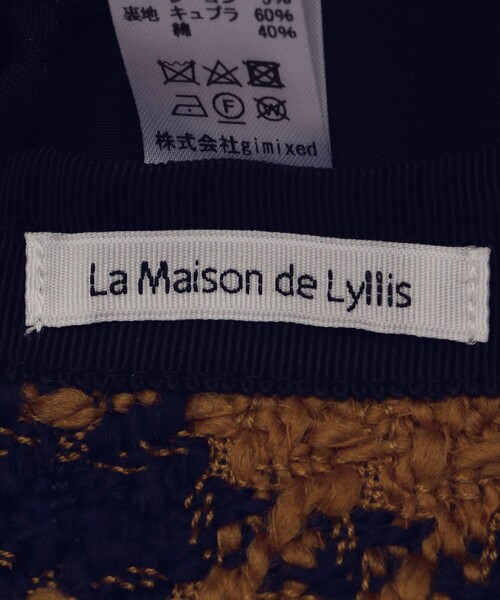 裏地 キュプラ 60%
綿 40%
F
W
株式会社gimixed
La Maison de Lyllis